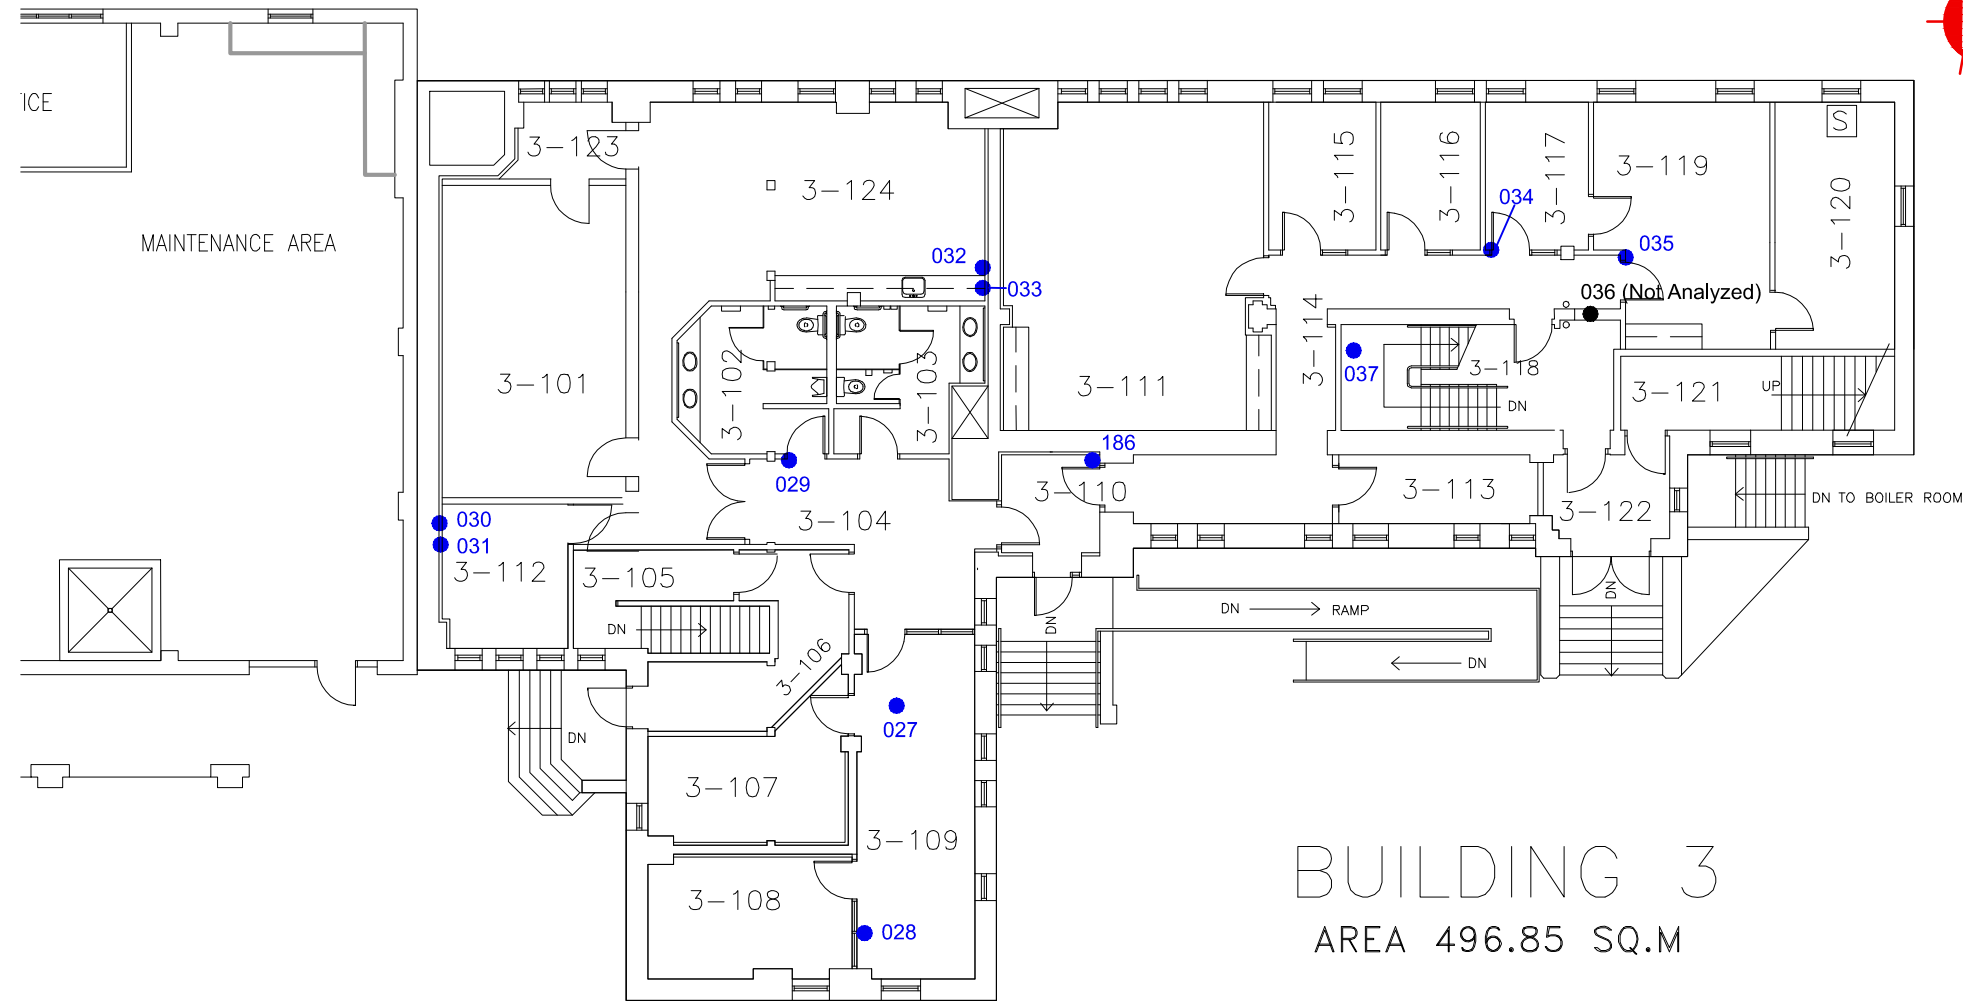 ICE
MAINTENANCE AREA
3-123
3-124
032
033
3-101
3-102
3-103
029
030
031
3-112
3-104
3-105
DN
3-106
DN
3-107
3-108
3-109
027
028
3-110
186
3-111
3-113
3-114
3-115
3-116
3-117
034
3-119
035
036 (Not Analyzed)
S
3-120
037
3-118
DN
3-121
UP
3-122
DN TO BOILER ROOM
DN
DN
DN
RAMP
DN
BUILDING 3
AREA 496.85 SQ.M